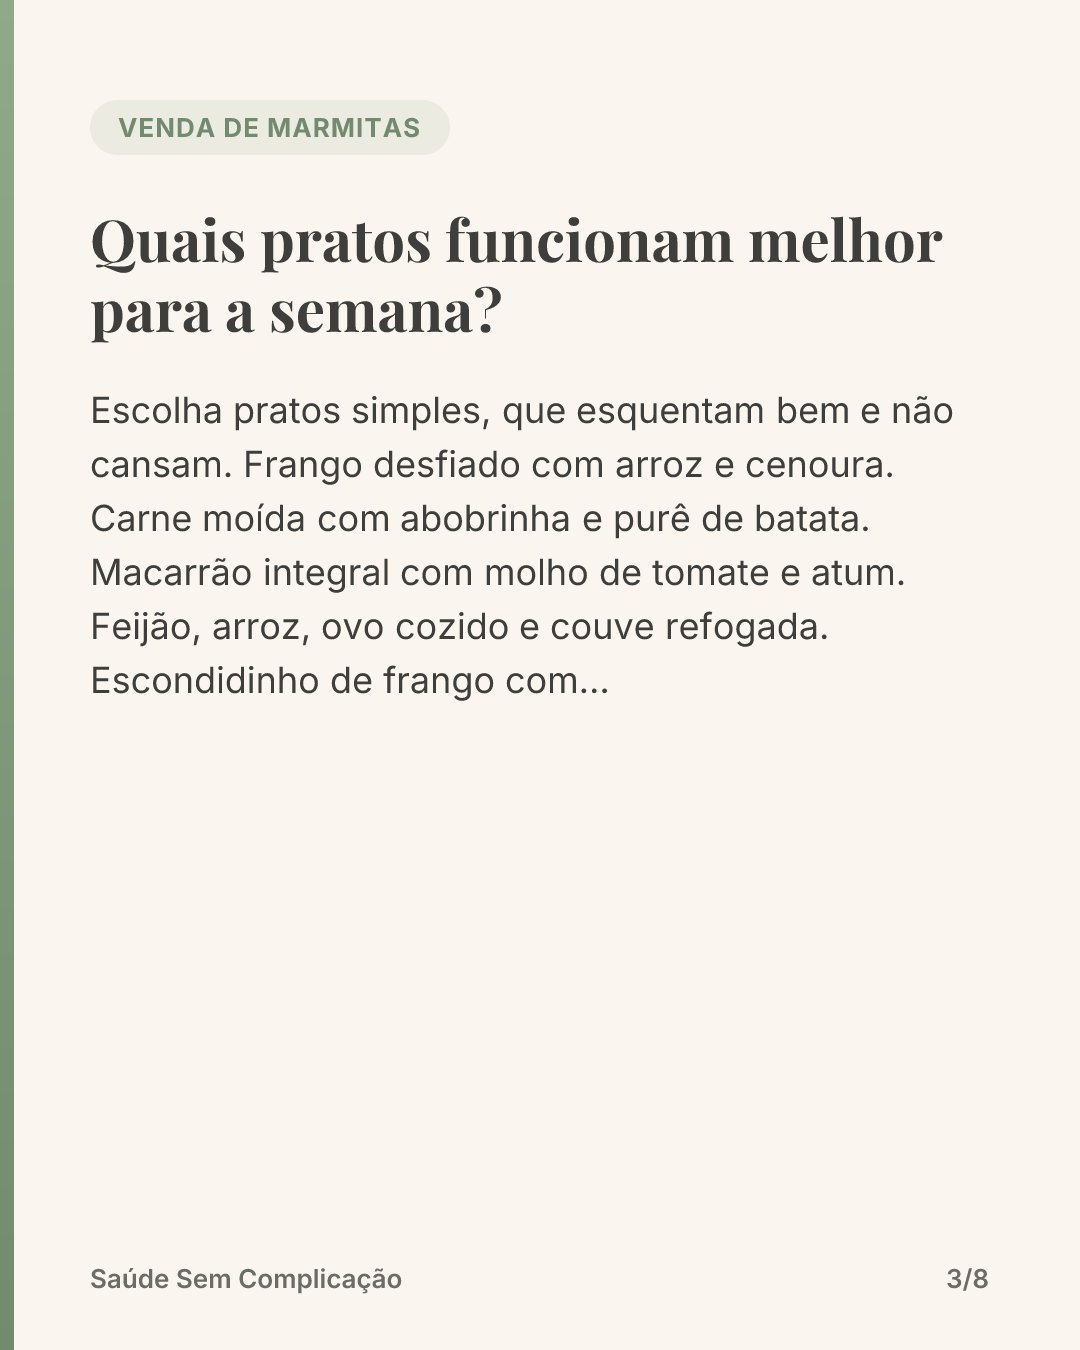 VENDA DE MARMITAS
Quais pratos funcionam melhor
para a semana?
Escolha pratos simples, que esquentam bem e não
cansam. Frango desfiado com arroz e cenoura.
Carne moída com abobrinha e purê de batata.
Macarrão integral com molho de tomate e atum.
Feijão, arroz, ovo cozido e couve refogada.
Escondidinho de frango com...
Saúde Sem Complicação
3/8